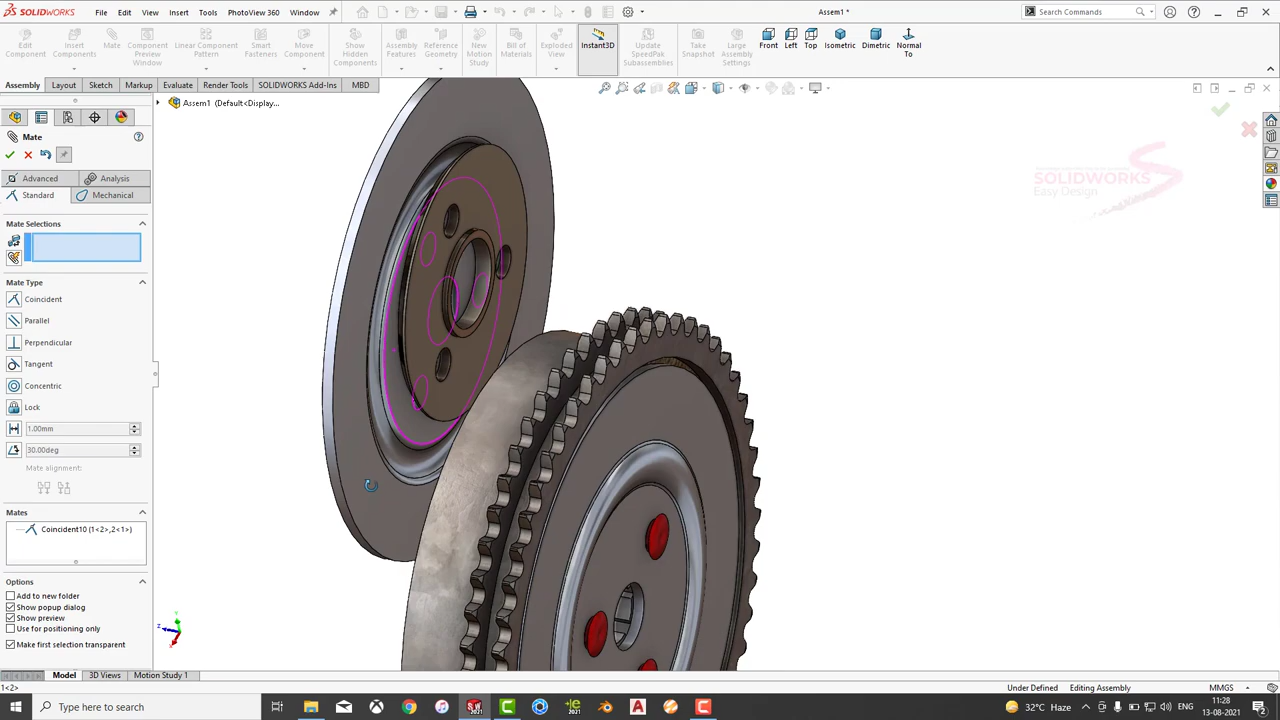 SOLIDWORKS File Edit View Insert Tools PhotoView 360 Window Assem1 * Search Commands
Edit Component Insert Components Mate Component Preview Window Linear Component Pattern Smart Fasteners Move Component Show Hidden Components Assembly Features Reference Geometry New Motion Study Bill of Materials Exploded View Instant3D Update SpeedPak Subassemblies Take Snapshot Large Assembly Settings Front Left Top Isometric Dimetric Normal To
Assembly Layout Sketch Markup Evaluate Render Tools SOLIDWORKS Add-Ins MBD
Assem1 (Default<Display...
Mate
Advanced Analysis
Standard Mechanical
SOLIDWORKS
Easy Design
Mate Selections
Mate Type
Coincident
Parallel
Perpendicular
Tangent
Concentric
Lock
1.00mm
30.00deg
Mate alignment:
Mates
Coincident10 (1<2>,2<1>)
Options
Add to new folder
Show popup dialog
Show preview
Use for positioning only
Make first selection transparent
Y
Z
X
Model 3D Views Motion Study 1
1<2> Under Defined Editing Assembly MMGS
Type here to search 32°C Haze ENG 11:28
13-08-2021